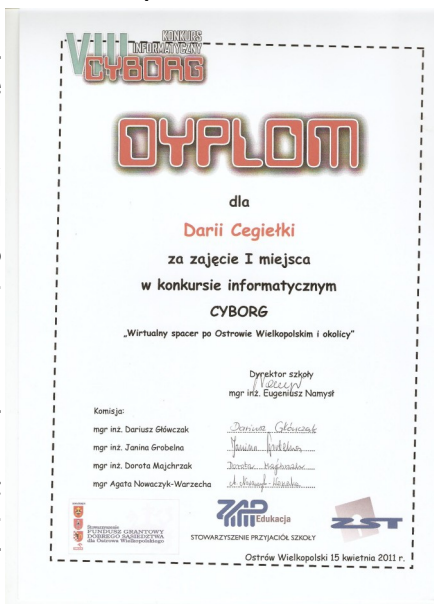 VIII KONKURS
INFORMATYCZNY
CYBORG
DYPLOM
dla
Darii Cegiełki
za zajęcie I miejsca
w konkursie informatycznym
CYBORG
„Wirtualny spacer po Ostrowie Wielkopolskim i okolicy"
Dyrektor szkoły
mgr inż. Eugeniusz Namysł
Komisja:
mgr inż. Dariusz Główczak Dariusz Główczak
mgr inż. Janina Grobelna Janina Grobelna
mgr inż. Dorota Majchrzak Dorota Majchrzak
mgr Agata Nowaczyk-Warzecha
Stowarzyszenie
FUNDUSZ GRANTOWY
DOBREGO SĄSIEDZTWA
dla Ostrowa Wielkopolskiego
ZAP Edukacja
STOWARZYSZENIE PRZYJACIÓŁ SZKOŁY
ZST
Ostrów Wielkopolski 15 kwietnia 2011 r.